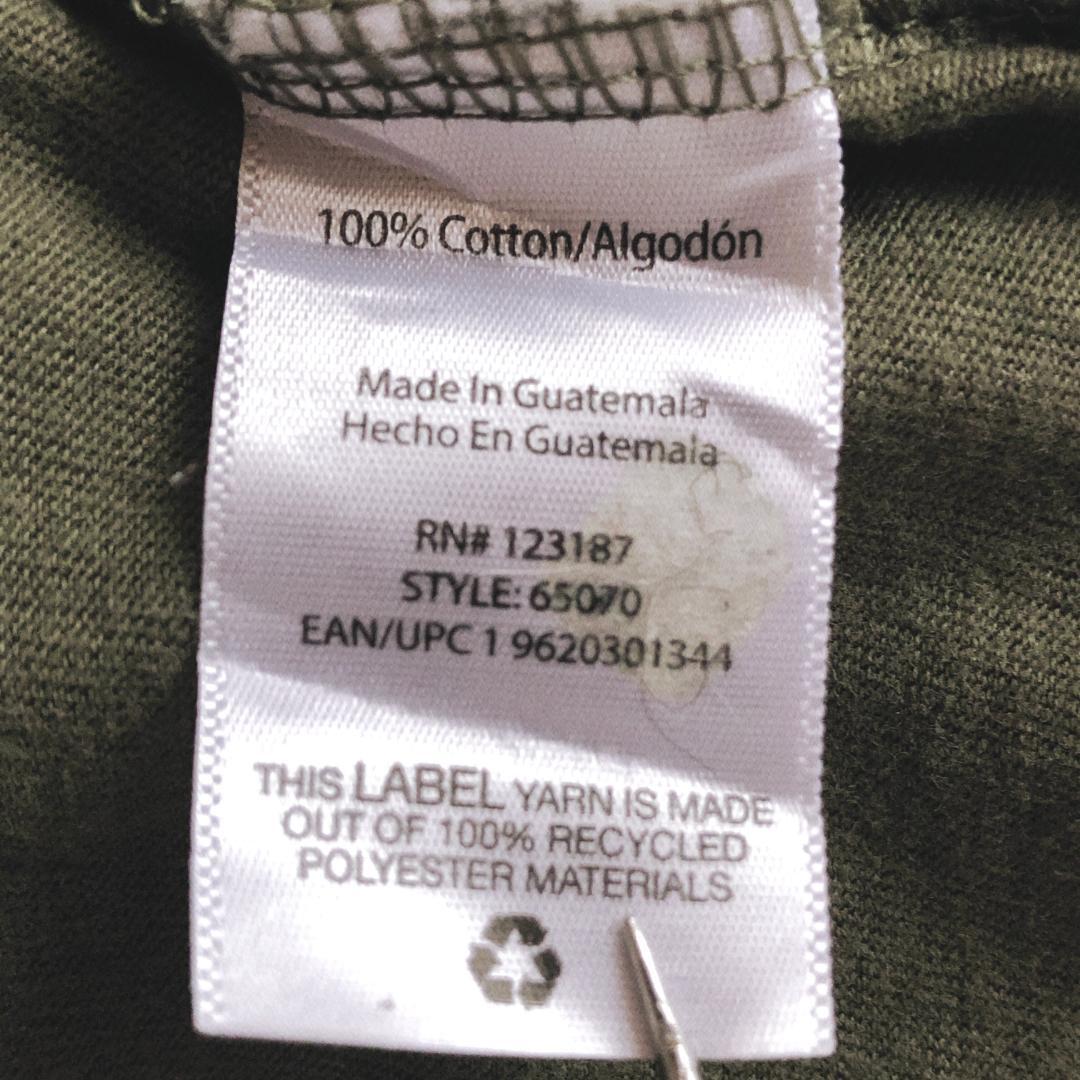 100% Cotton/Algodón
Made In Guatemala
Hecho En Guatemala
RN# 123187
STYLE: 65070
EAN/UPC 1 9620301344
THIS LABEL YARN IS MADE
OUT OF 100% RECYCLED
POLYESTER MATERIALS